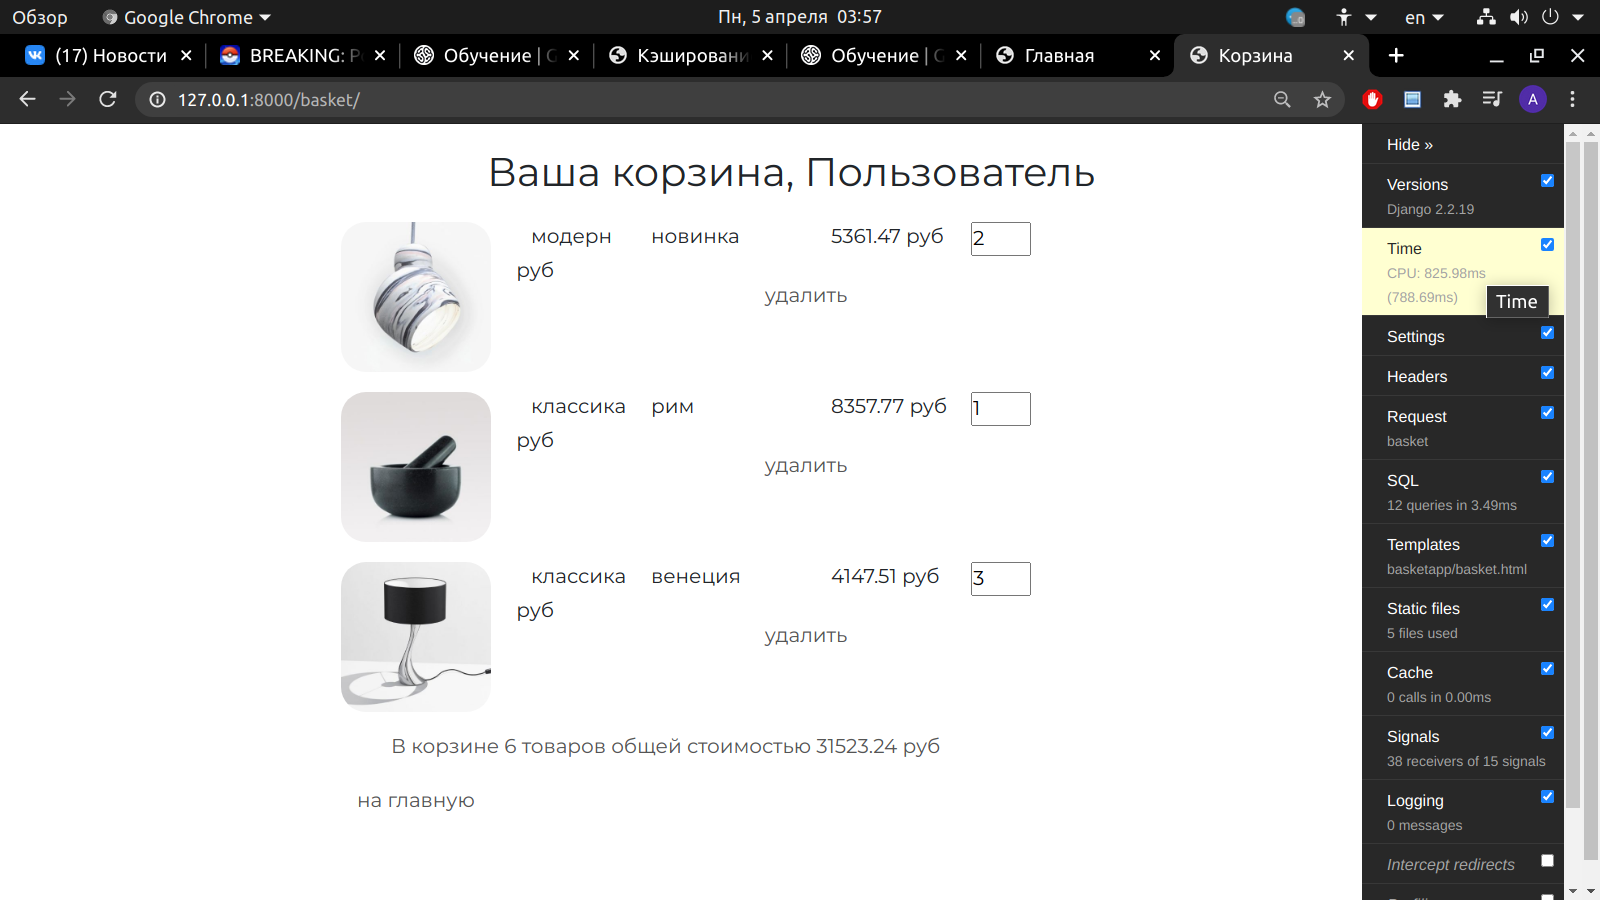 Обзор
Google Chrome
Пн, 5 апреля 03:57
en
(17) Новости
BREAKING: P
Обучение | G
Кэшировани
Обучение | G
Главная
Корзина
127.0.0.1:8000/basket/
A
Ваша корзина, Пользователь
модерн новинка 5361.47 руб 2
руб
удалить
классика рим 8357.77 руб 1
руб
удалить
классика венеция 4147.51 руб 3
руб
удалить
В корзине 6 товаров общей стоимостью 31523.24 руб
на главную
Hide »
Versions
Django 2.2.19
Time
CPU: 825.98ms
(788.69ms)
Time
Settings
Headers
Request
basket
SQL
12 queries in 3.49ms
Templates
basketapp/basket.html
Static files
5 files used
Cache
0 calls in 0.00ms
Signals
38 receivers of 15 signals
Logging
0 messages
Intercept redirects